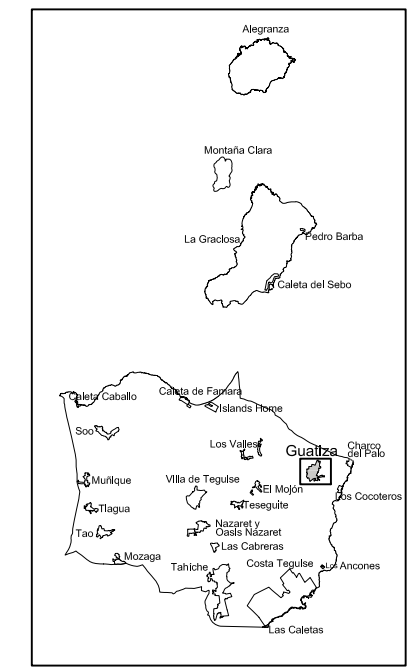 Alegranza
Montaña Clara
La Graciosa
Pedro Barba
Caleta del Sebo
Caleta Caballo
Caleta de Famara
Islands Home
Soo
Los Valles
Guatiza
Charco
del Palo
Muñique
Villa de Teguise
El Mojón
Los Cocoteros
Teseguite
Tiagua
Nazaret y
Oasis Nazaret
Tao
Las Cabreras
Mozaga
Tahiche
Costa Teguise
Los Ancones
Las Caletas